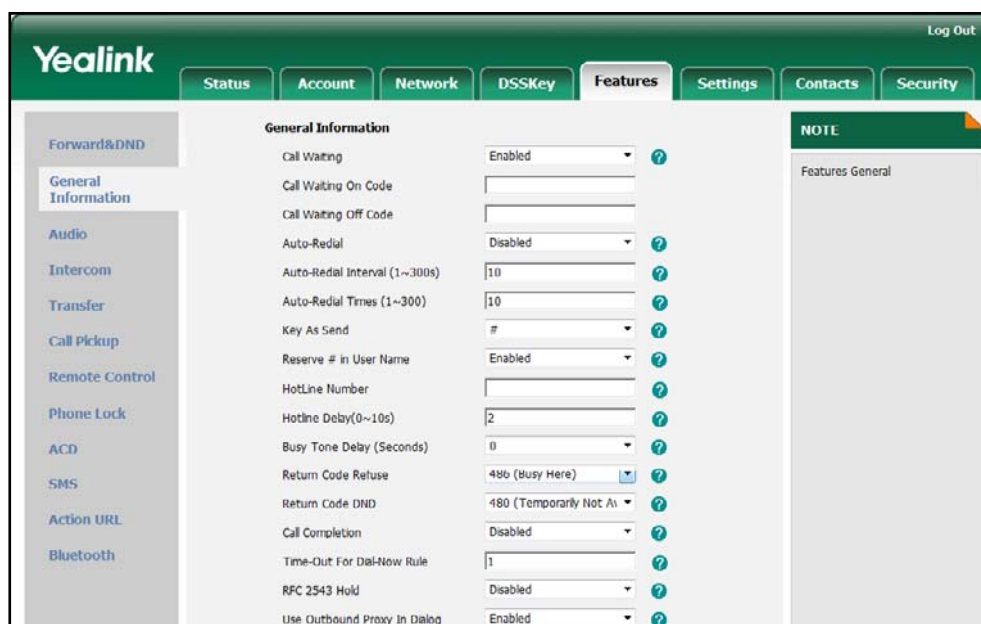 Log Out
Yealink
Status Account Network DSSKey Features Settings Contacts Security
Forward&DND
General Information
Audio
Intercom
Transfer
Call Pickup
Remote Control
Phone Lock
ACD
SMS
Action URL
Bluetooth
General Information
Call Waiting Enabled ?
Call Waiting On Code
Call Waiting Off Code
Auto-Redial Disabled ?
Auto-Redial Interval (1~300s) 10 ?
Auto-Redial Times (1~300) 10 ?
Key As Send # ?
Reserve # in User Name Enabled ?
HotLine Number ?
Hotline Delay(0~10s) 2 ?
Busy Tone Delay (Seconds) 0 ?
Return Code Refuse 486 (Busy Here) ?
Return Code DND 480 (Temporarily Not Av ?
Call Completion Disabled ?
Time-Out For Dial-Now Rule 1 ?
RFC 2543 Hold Disabled ?
Use Outbound Proxy In Dialog Enabled ?
NOTE
Features General